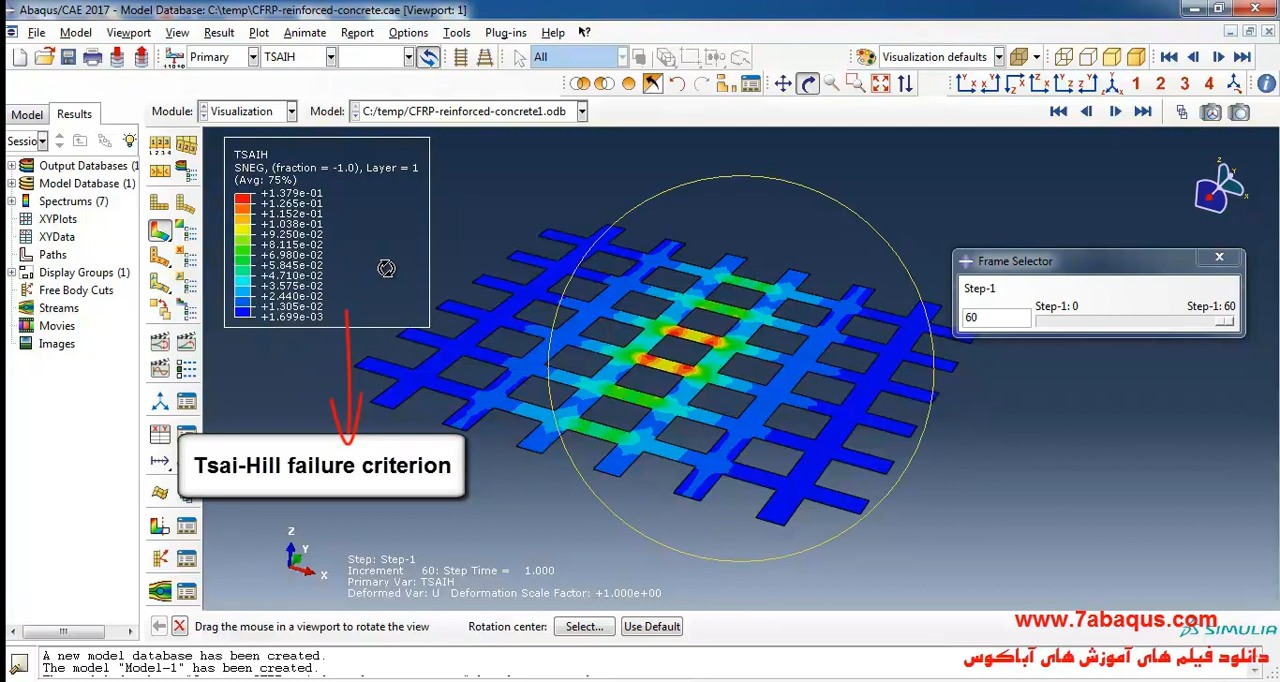 Abaqus/CAE 2017 - Model Database: C:\temp\CFRP-reinforced-concrete.cae [Viewport: 1]
File Model Viewport View Result Plot Animate Report Options Tools Plug-ins Help
Primary TSAIH All Visualization defaults
1 2 3 4
Model Results Module: Visualization Model: C:/temp/CFRP-reinforced-concrete1.odb
Sessio
Output Databases (1
Model Database (1)
Spectrums (7)
XYPlots
XYData
Paths
Display Groups (1)
Free Body Cuts
Streams
Movies
Images
TSAIH
SNEG, (fraction = -1.0), Layer = 1
(Avg: 75%)
+1.379e-01
+1.265e-01
+1.152e-01
+1.038e-01
+9.250e-02
+8.115e-02
+6.980e-02
+5.845e-02
+4.710e-02
+3.575e-02
+2.440e-02
+1.305e-02
+1.699e-03
Frame Selector
Step-1
Step-1: 0 Step-1: 60
60
Tsai-Hill failure criterion
Z
Y
X
Step: Step-1
Increment 60: Step Time = 1.000
Primary Var: TSAIH
Deformed Var: U Deformation Scale Factor: +1.000e+00
Drag the mouse in a viewport to rotate the view Rotation center: Select... Use Default
www.7abaqus.com
SIMULIA
دانلود فیلم های آموزش های آباکوس
A new model database has been created.
The model "Model-1" has been created.